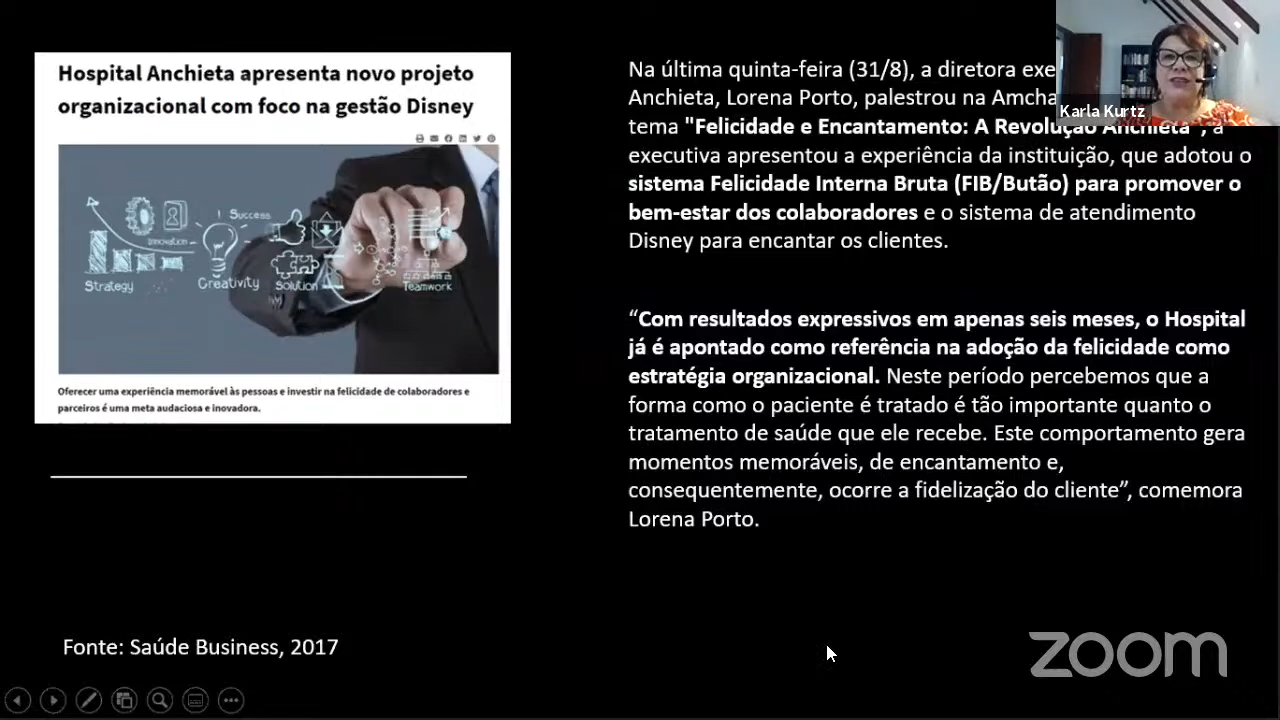 Hospital Anchieta apresenta novo projeto
organizacional com foco na gestão Disney
Success
Innovation
Strategy
Creativity
Solution
Teamwork
Oferecer uma experiência memorável às pessoas e investir na felicidade de colaboradores e
parceiros é uma meta audaciosa e inovadora.
Fonte: Saúde Business, 2017
Na última quinta-feira (31/8), a diretora exe
Anchieta, Lorena Porto, palestrou na Amcha
tema "Felicidade e Encantamento: A Revolução Anchieta", a
executiva apresentou a experiência da instituição, que adotou o
sistema Felicidade Interna Bruta (FIB/Butão) para promover o
bem-estar dos colaboradores e o sistema de atendimento
Disney para encantar os clientes.
“Com resultados expressivos em apenas seis meses, o Hospital
já é apontado como referência na adoção da felicidade como
estratégia organizacional. Neste período percebemos que a
forma como o paciente é tratado é tão importante quanto o
tratamento de saúde que ele recebe. Este comportamento gera
momentos memoráveis, de encantamento e,
consequentemente, ocorre a fidelização do cliente”, comemora
Lorena Porto.
Karla Kurtz
zoom